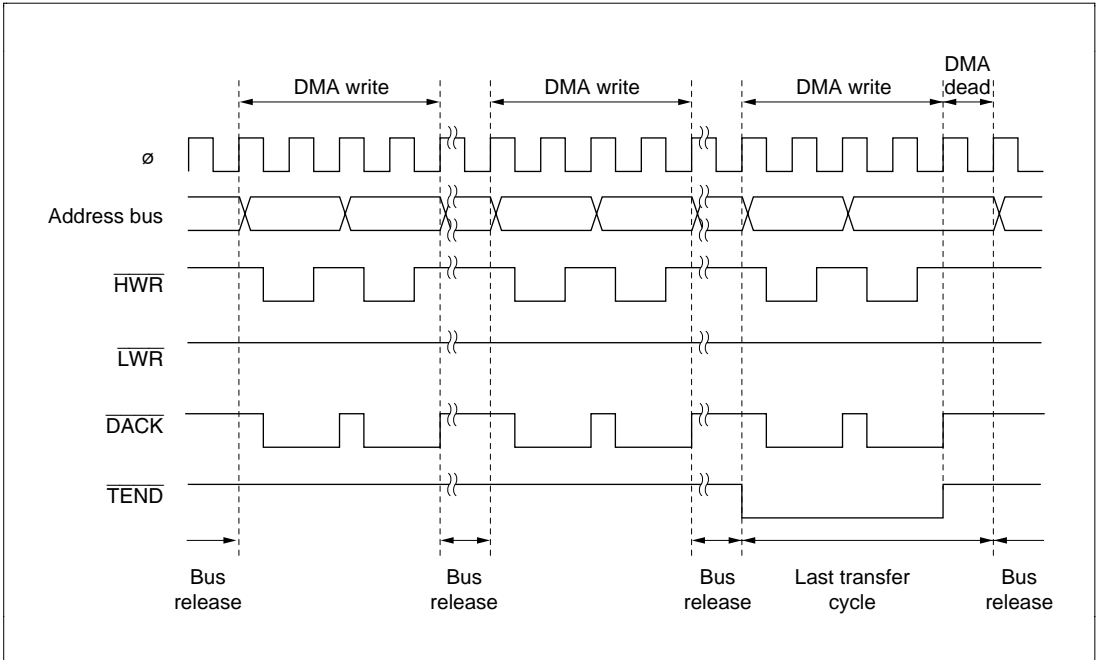 DMA
DMA write DMA write DMA write dead
ø
Address bus
HWR
LWR
DACK
TEND
Bus Bus Bus Last transfer Bus
release release release cycle release